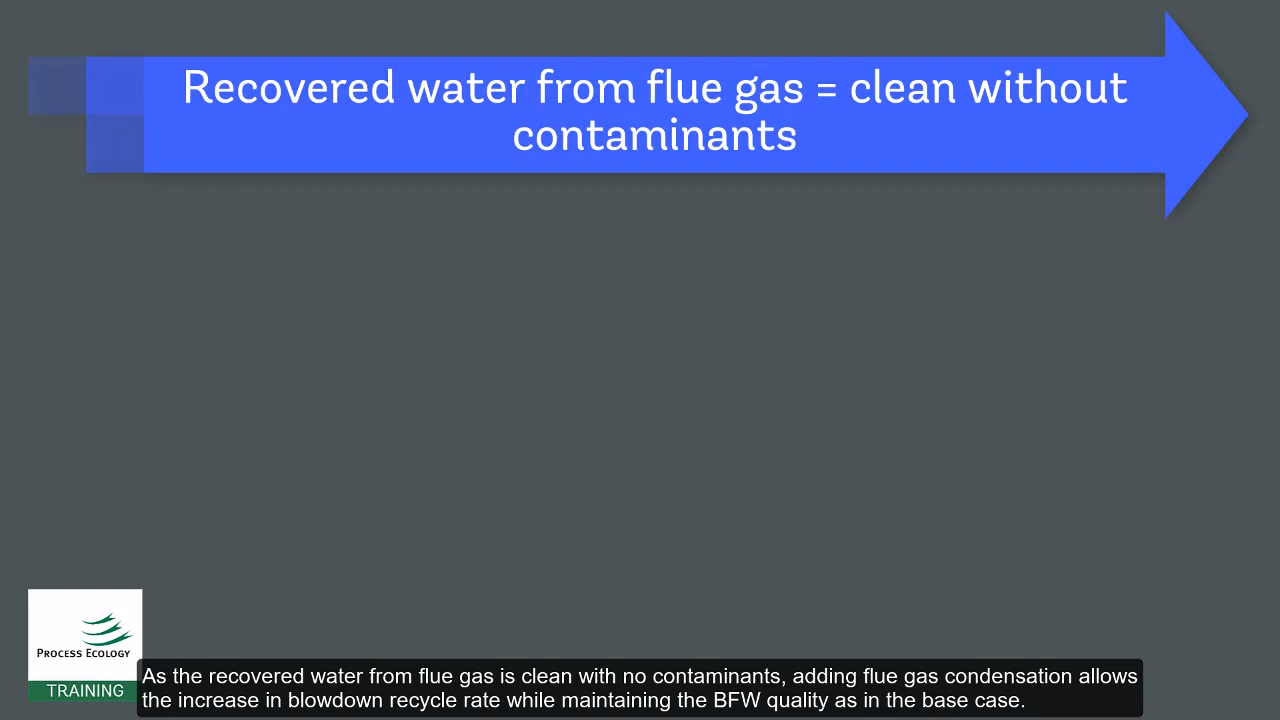 Recovered water from flue gas = clean without
contaminants
PROCESS ECOLOGY
TRAINING
As the recovered water from flue gas is clean with no contaminants, adding flue gas condensation allows
the increase in blowdown recycle rate while maintaining the BFW quality as in the base case.